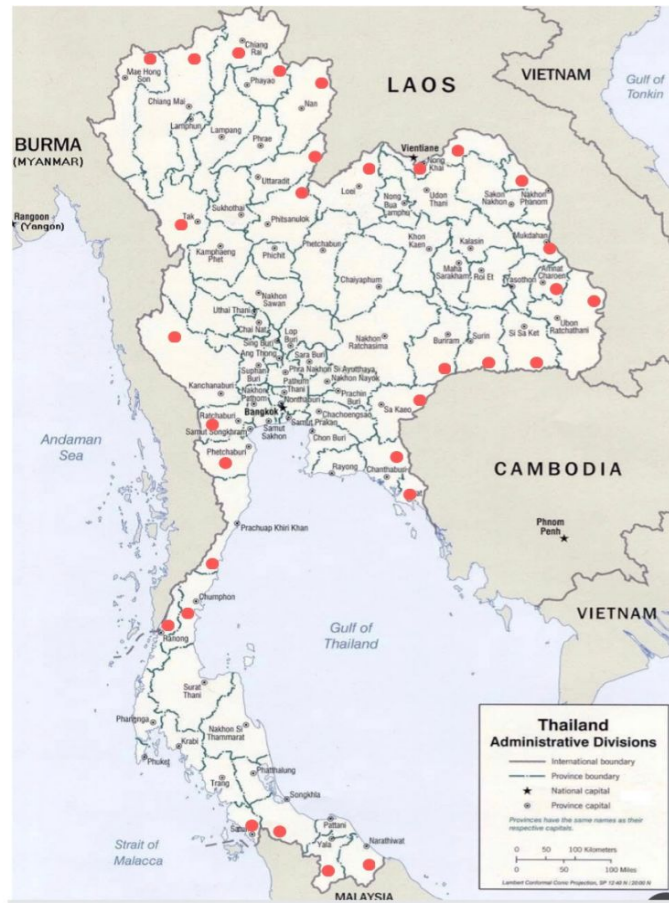 LAOS
VIETNAM
Gulf of
Tonkin
BURMA
(MYANMAR)
Rangoon
(Yangon)
Chiang
Rai
Mae Hong
Son
Phayao
Chiang Mai
Nan
Lamphun
Lampang
Phrae
Vientiane
Nong
Khai
Uttaradit
Loei
Udon
Thani
Nong
Bua
Lamphu
Sakon
Nakhon
Nakhon
Phanom
Tak
Sukhothai
Phitsanulok
Mukdahan
Kamphaeng
Phet
Phichit
Phetchabun
Khon
Kaen
Kalasin
Maha
Sarakham
Roi Et
Yasothon
Amnat
Charoen
Chaiyaphum
Nakhon
Sawan
Uthai Thani
Chai Nat
Ubon
Ratchathani
Sing Buri
Lop
Buri
Nakhon
Ratchasima
Buriram
Surin
Si Sa Ket
Ang Thong
Sara Buri
Suphan
Buri
Phra Nakhon Si Ayutthaya
Kanchanaburi
Pathum
Thani
Nakhon Nayok
Nakhon
Pathom
Nonthaburi
Prachin
Buri
Bangkok
Chachoengsao
Sa Kaeo
Ratchaburi
Samut Songkhram
Samut
Sakhon
Samut Prakan
Chon Buri
Phetchaburi
Rayong
Chanthaburi
Andaman
Sea
CAMBODIA
Phnom
Penh
Prachuap Khiri Khan
Chumphon
Ranong
Gulf of
Thailand
VIETNAM
Surat
Thani
Phangnga
Nakhon Si
Thammarat
Krabi
Phuket
Trang
Phatthalung
Songkhla
Satun
Pattani
Yala
Narathiwat
Strait of
Malacca
MALAYSIA
Thailand
Administrative Divisions
International boundary
Province boundary
National capital
Province capital
Provinces have the same names as their
respective capitals.
0 50 100 Kilometers
0 50 100 Miles
Lambert Conformal Conic Projection, SP 12 40 N / 20 00 N